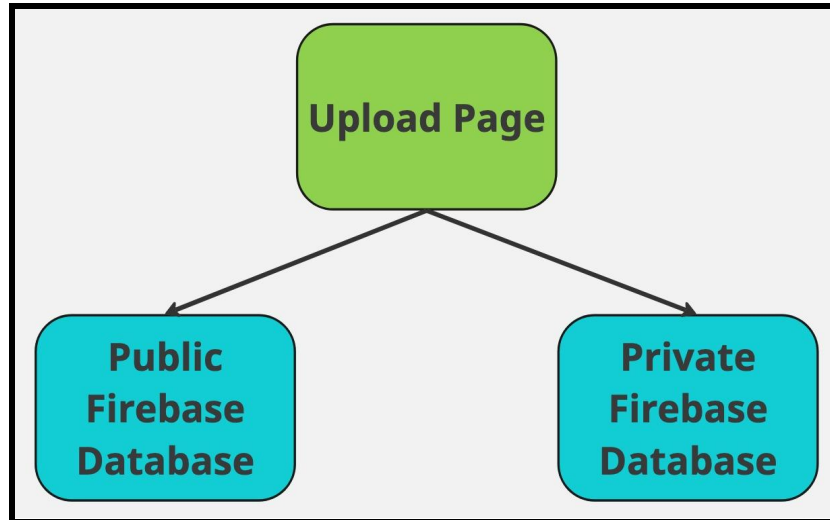 Upload Page
Public
Firebase
Database
Private
Firebase
Database